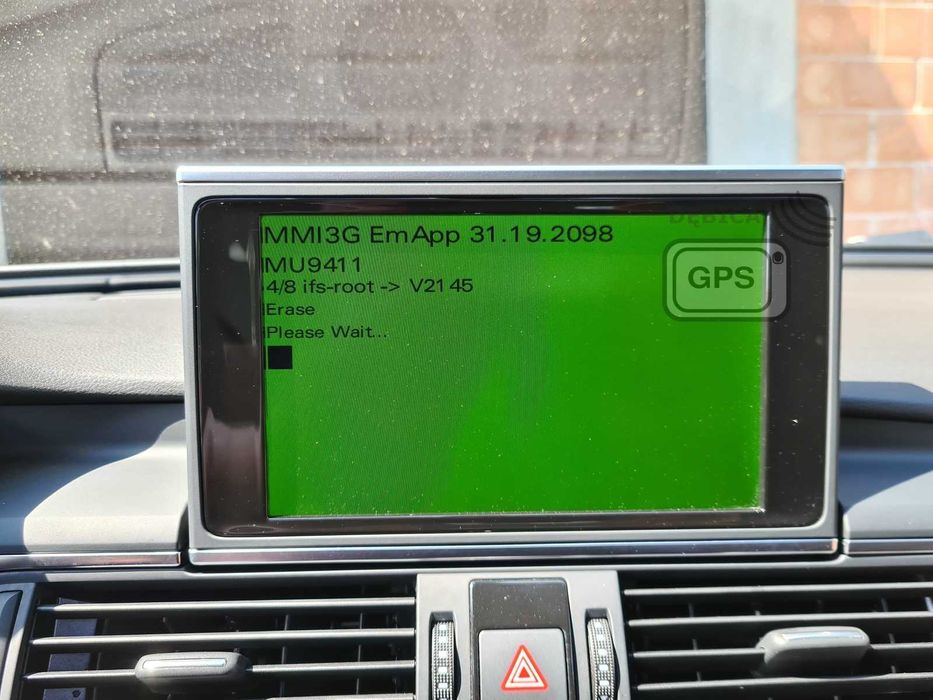 MMI3G EmApp 31.19.2098
MU9411
4/8 ifs-root -> V2145
Erase
Please Wait...
DĘBICA
GPS